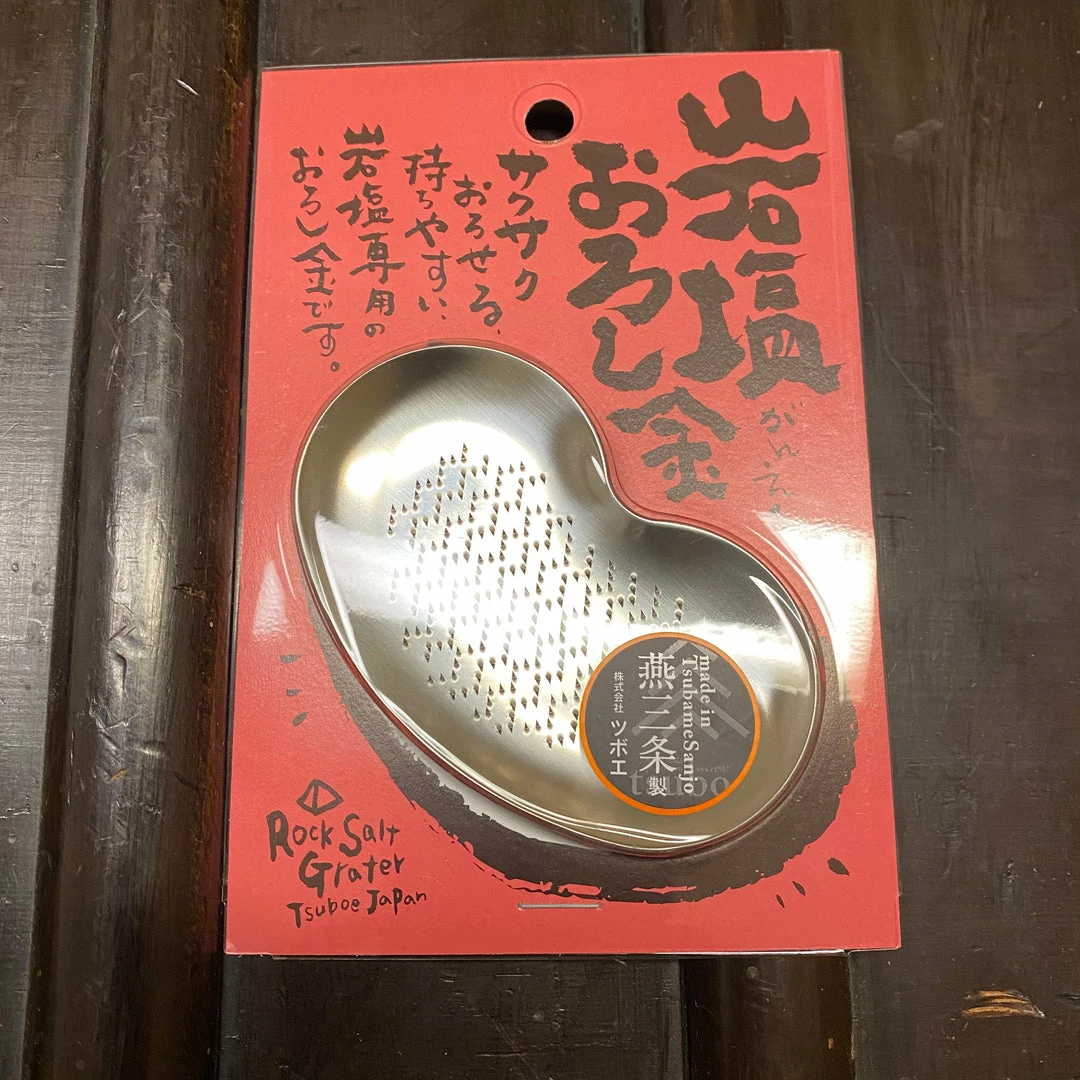 岩塩
おろし金
がんえん
サクサク
おろせる、
持ちやすい、
岩塩専用の
おろし金です。
made in
TsubameSanjo
燕三条製
株式会社 ツボエ
Rock Salt
Grater
Tsuboe Japan